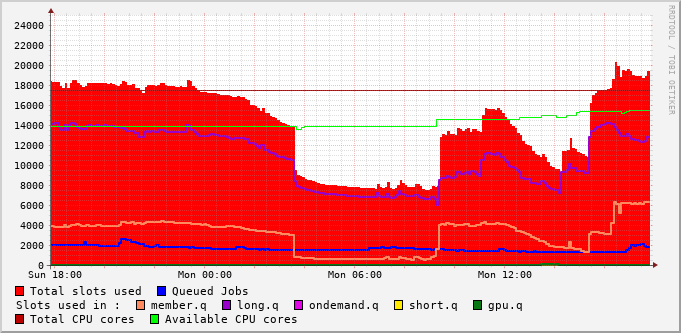 24000
22000
20000
18000
16000
14000
12000
10000
8000
6000
4000
2000
0
Sun 18:00 Mon 00:00 Mon 06:00 Mon 12:00
Total slots used Queued Jobs
Slots used in : member.q long.q ondemand.q short.q gpu.q
Total CPU cores Available CPU cores
RRDTOOL / TOBI OETIKER